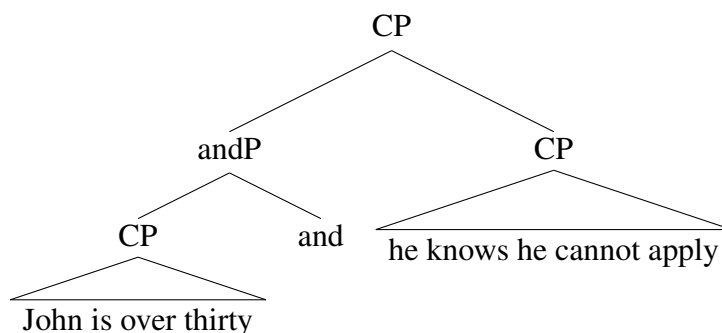 CP
andP CP
CP and he knows he cannot apply
John is over thirty